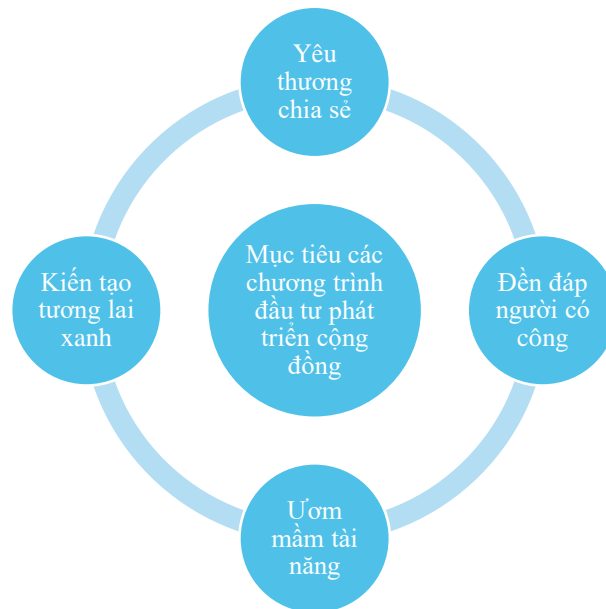 Yêu
thương
chia sẻ
Mục tiêu các
chương trình
đầu tư phát
triển cộng
đồng
Đền đáp
người có
công
Ươm
mầm tài
năng
Kiến tạo
tương lai
xanh